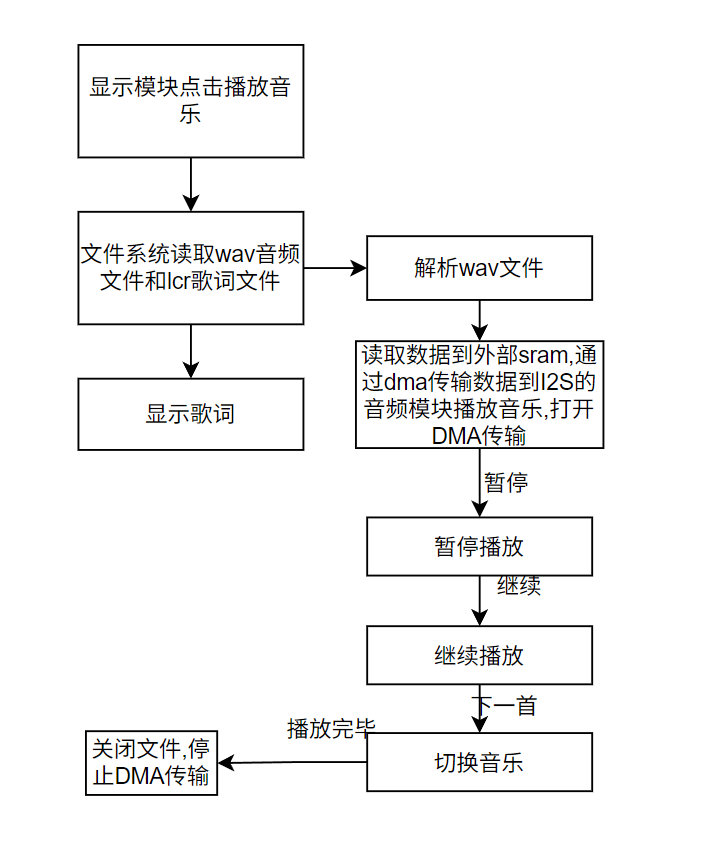 显示模块点击播放音
乐
文件系统读取wav音频
文件和lcr歌词文件
显示歌词
解析wav文件
读取数据到外部sram,通
过dma传输数据到I2S的
音频模块播放音乐,打开
DMA传输
暂停
暂停播放
继续
继续播放
下一首
切换音乐
播放完毕
关闭文件,停
止DMA传输